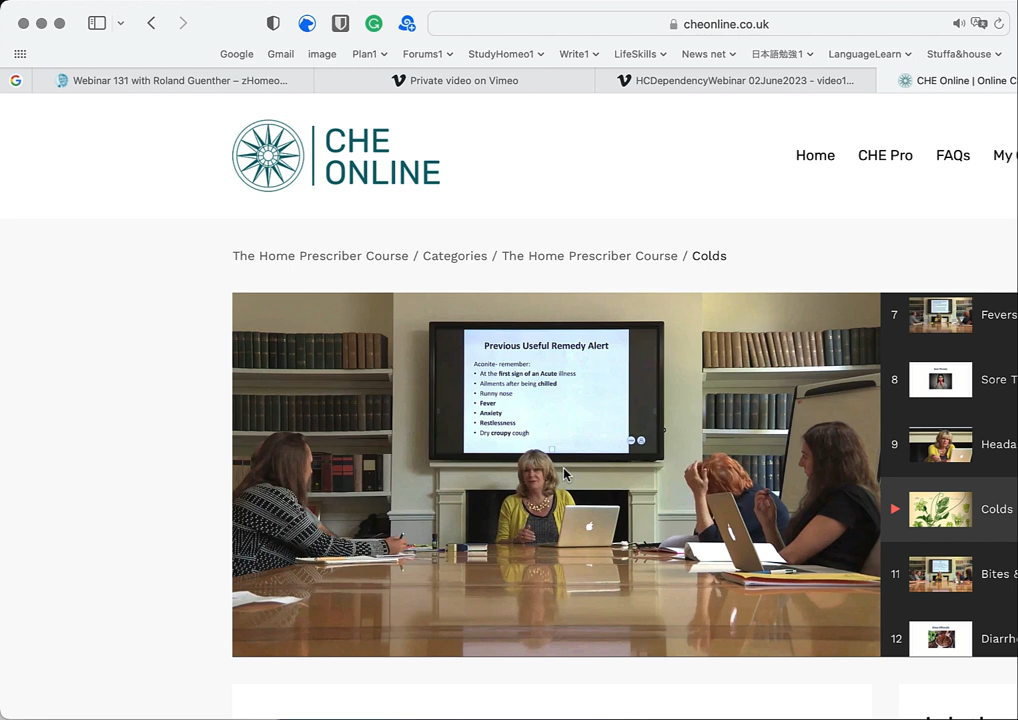 cheonline.co.uk
Google Gmail image Plan1 Forums1 StudyHomeo1 Write1 LifeSkills News net 日本語勉強1 LanguageLearn Stuffa&house
Webinar 131 with Roland Guenther – zHomeo... Private video on Vimeo HCDependencyWebinar 02June2023 - video1... CHE Online | Online C
CHE
ONLINE
Home CHE Pro FAQs My
The Home Prescriber Course / Categories / The Home Prescriber Course / Colds
Previous Useful Remedy Alert
Aconite- remember:
• At the first sign of an Acute illness
• Ailments after being chilled
• Runny nose
• Fever
• Anxiety
• Restlessness
• Dry croupy cough
7 Fevers
8 Sore T
9 Heada
Colds
11 Bites &
12 Diarrh